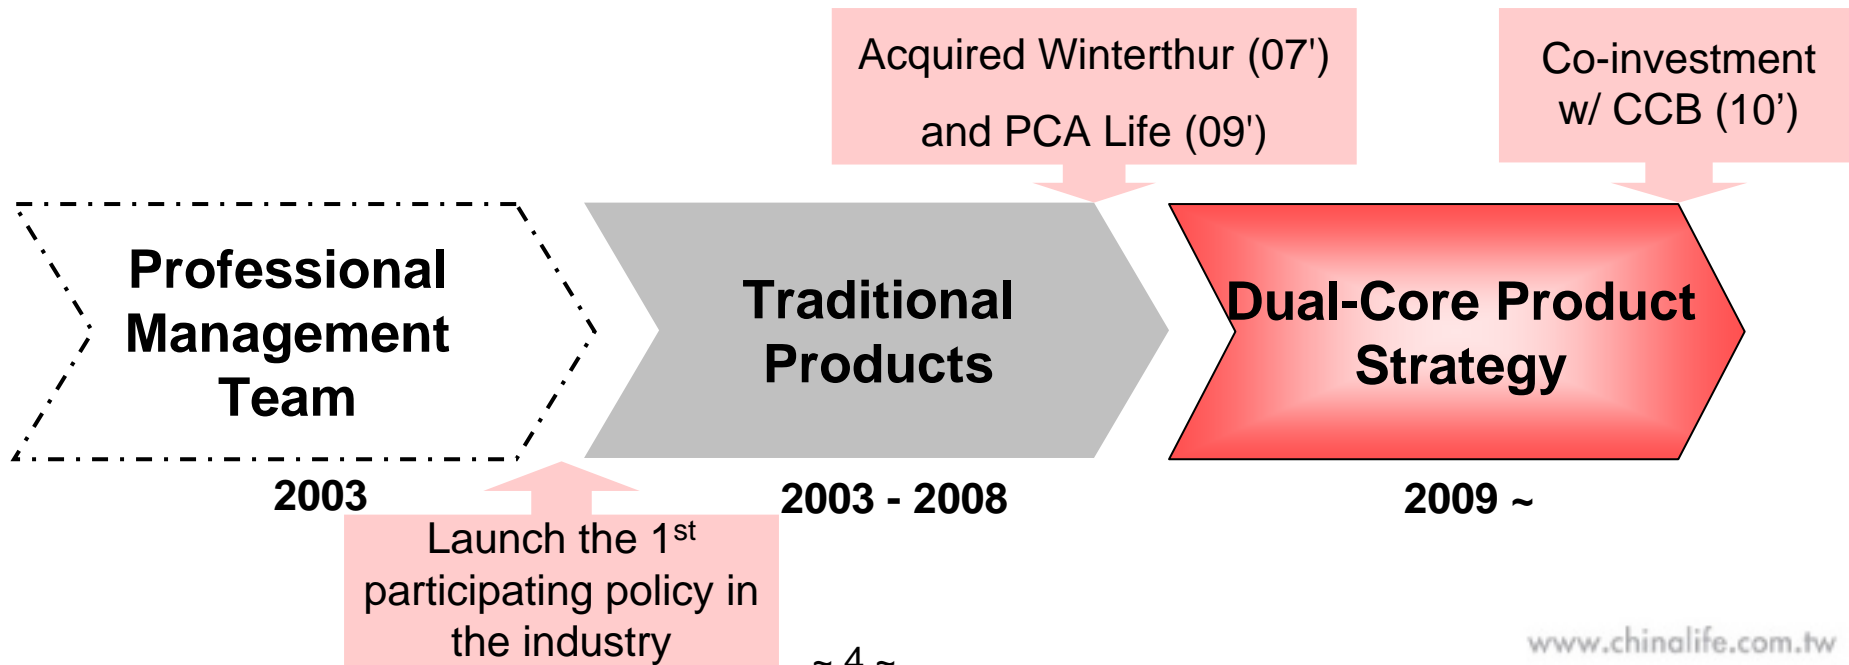 Acquired Winterthur (07')
and PCA Life (09')
Co-investment
w/ CCB (10’)
Professional
Management
Team
Traditional
Products
Dual-Core Product
Strategy
2003
2003 - 2008
2009 ~
Launch the 1st
participating policy in
the industry
~ 4 ~
www.chinalife.com.tw